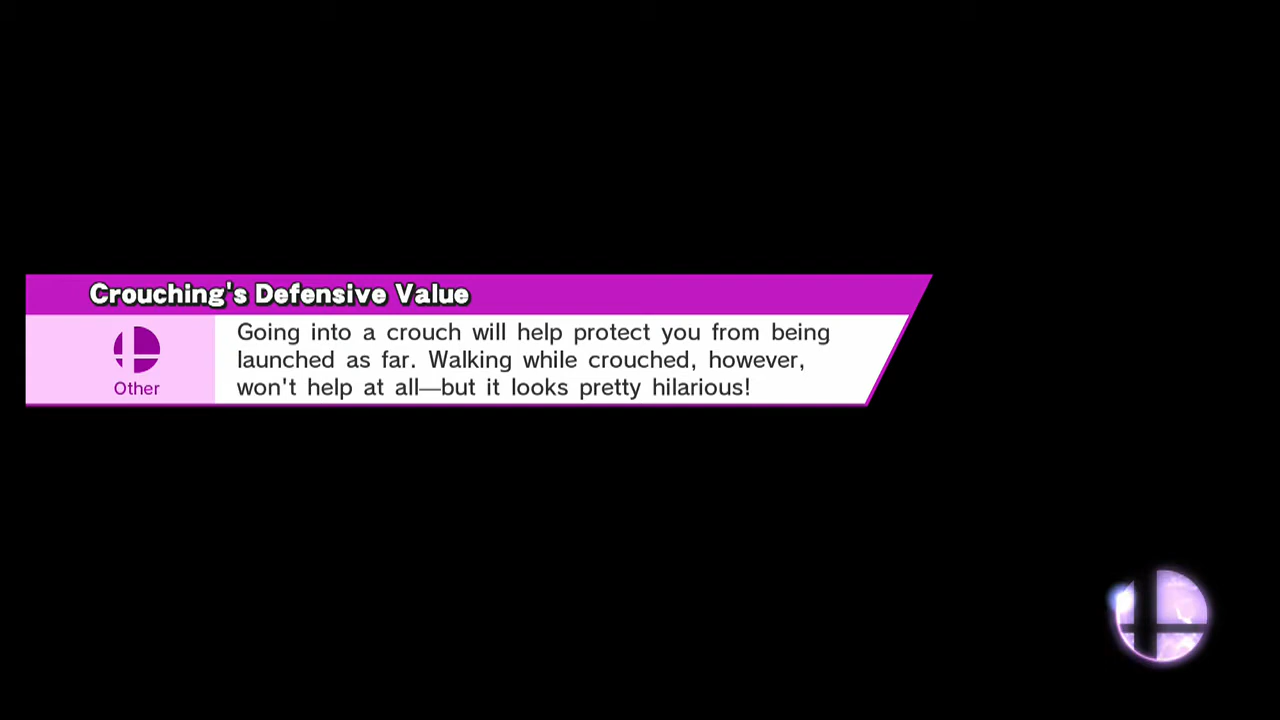 Crouching's Defensive Value
Going into a crouch will help protect you from being
launched as far. Walking while crouched, however,
won't help at all—but it looks pretty hilarious!
Other